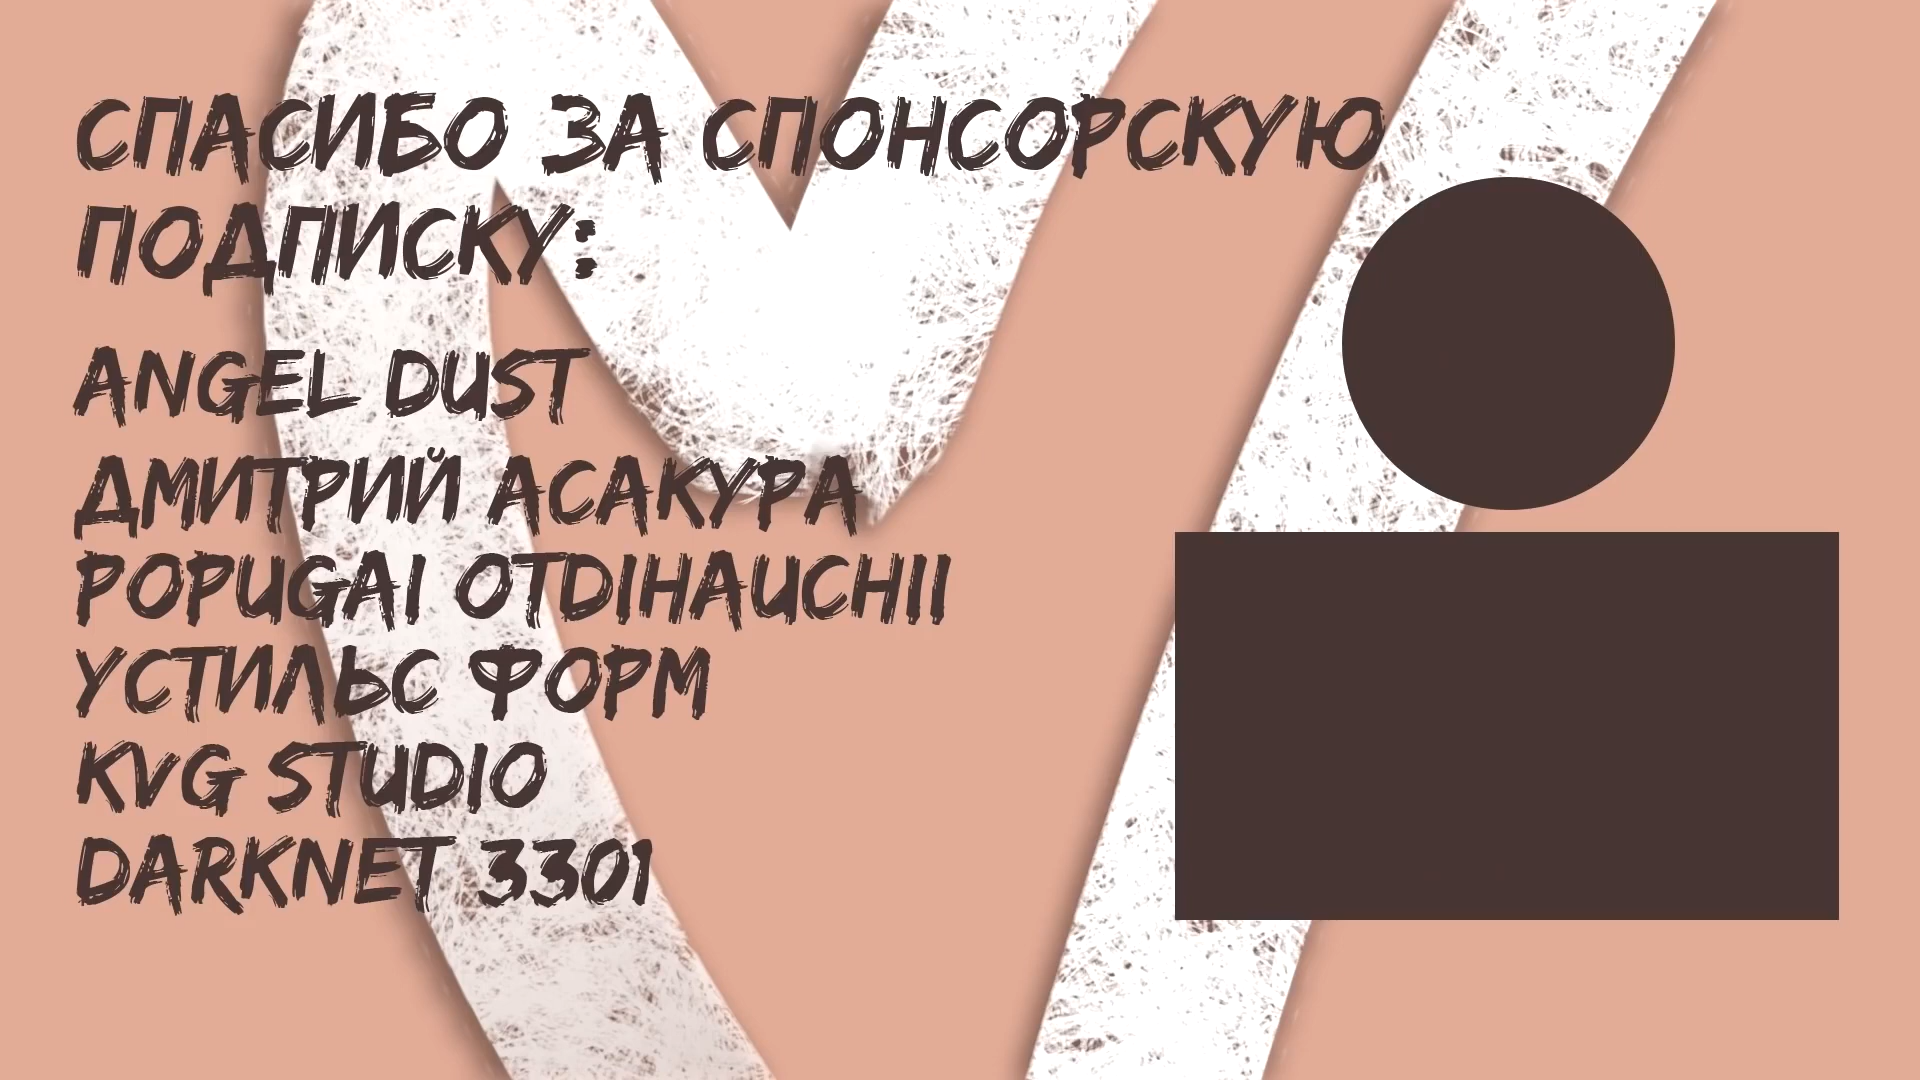 СПАСИБО ЗА СПОНСОРСКУЮ
ПОДПИСКУ:
ANGEL DUST
ДМИТРИЙ АСАКУРА
POPUGAI OTDIHAUCHII
УСТИЛЬС ФОРМ
KVG STUDIO
DARKNET 3301